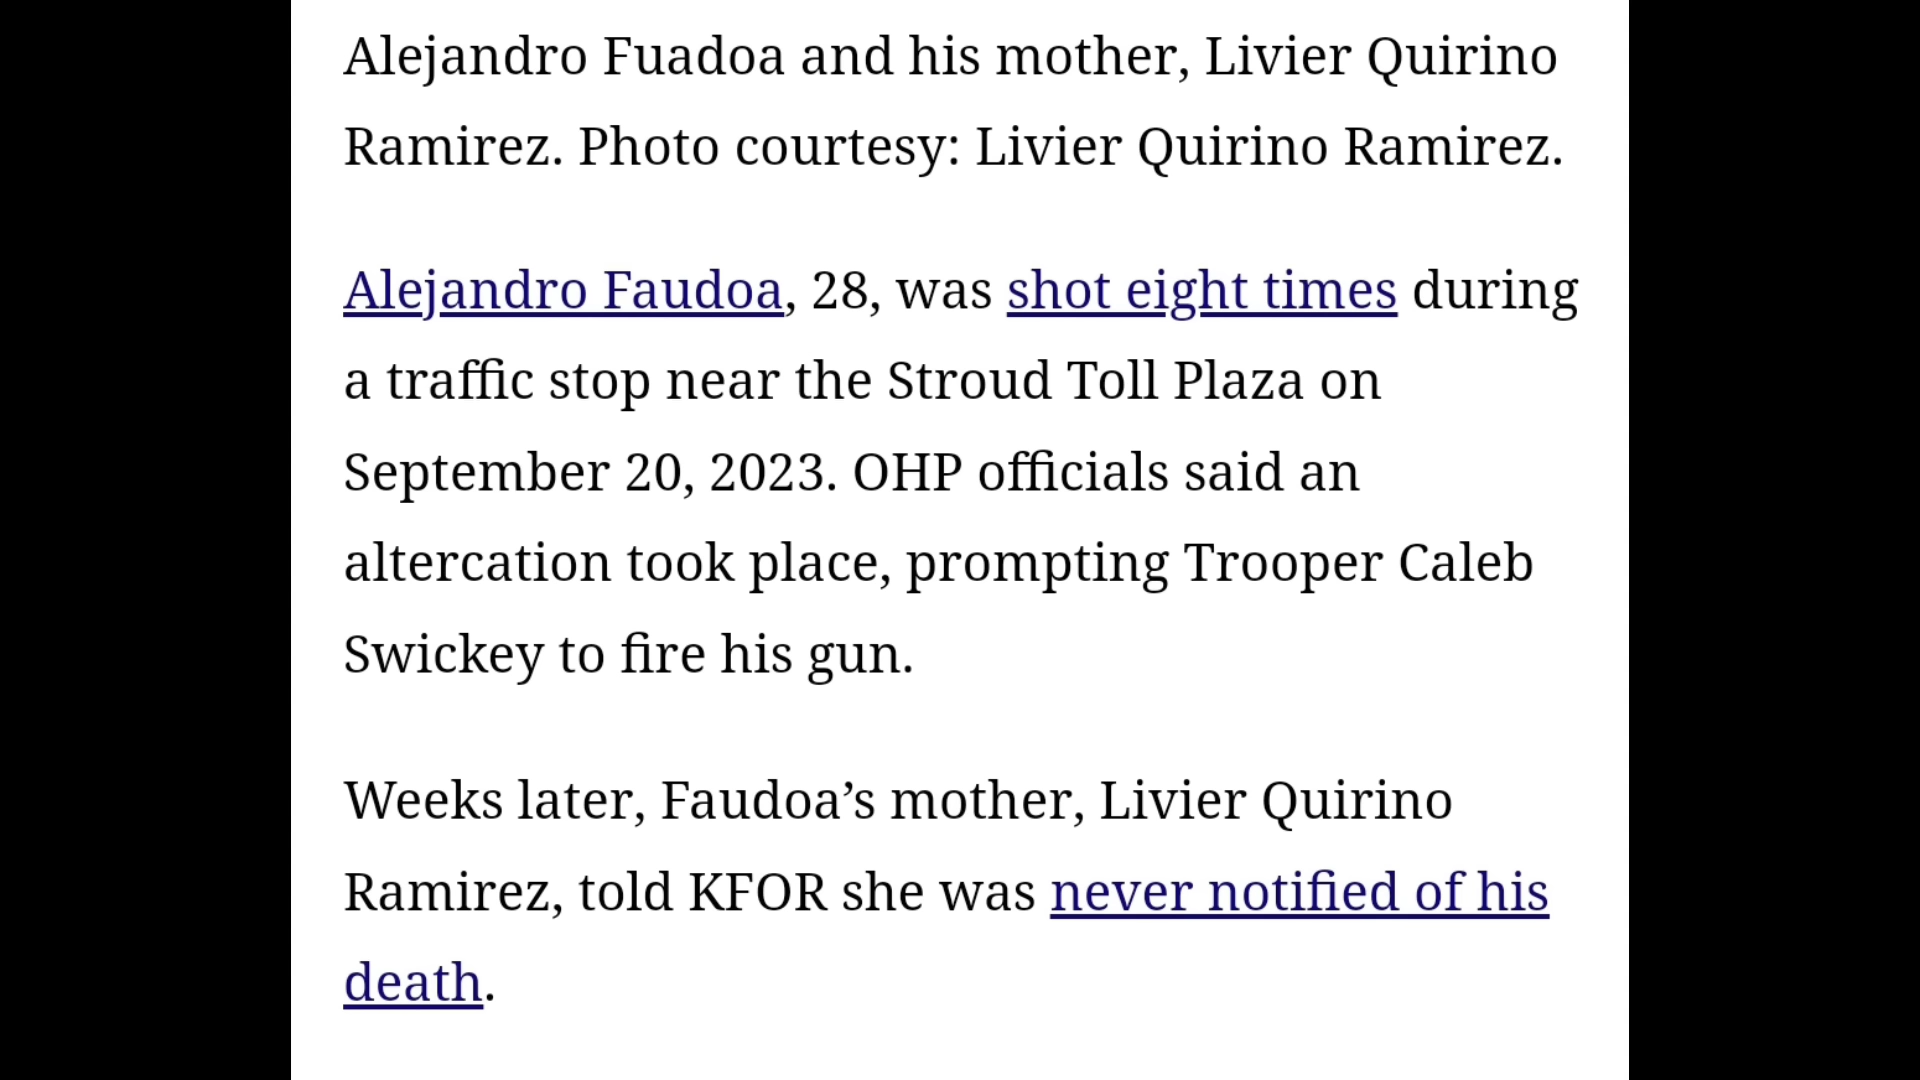 Alejandro Fuadoa and his mother, Livier Quirino
Ramirez. Photo courtesy: Livier Quirino Ramirez.
Alejandro Faudoa, 28, was shot eight times during
a traffic stop near the Stroud Toll Plaza on
September 20, 2023. OHP officials said an
altercation took place, prompting Trooper Caleb
Swickey to fire his gun.
Weeks later, Faudoa’s mother, Livier Quirino
Ramirez, told KFOR she was never notified of his
death.